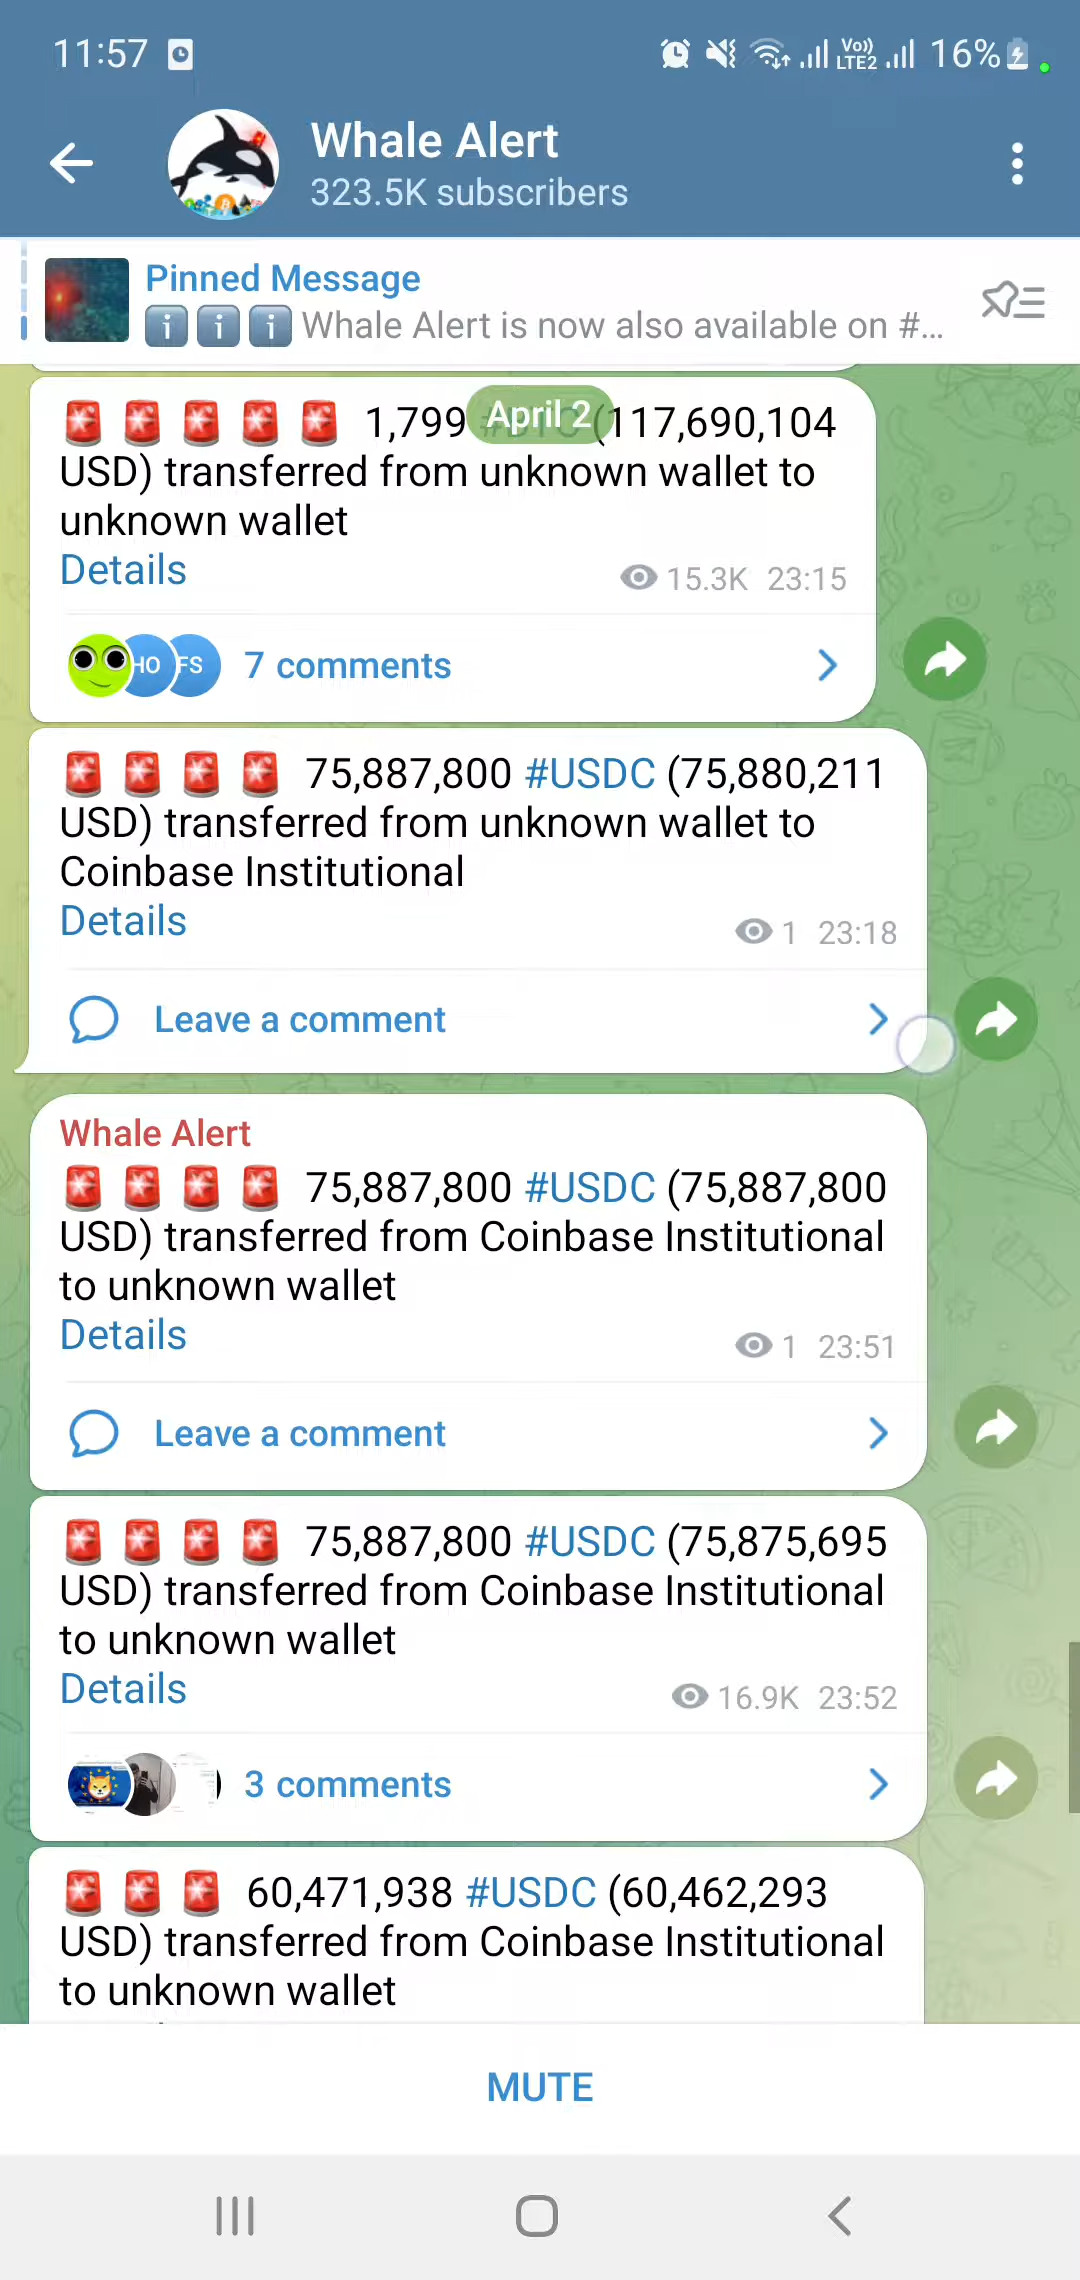 11:57
Vo)) LTE2 16%
Whale Alert
323.5K subscribers
Pinned Message
ℹ️ ℹ️ ℹ️ Whale Alert is now also available on #...
April 2
🚨 🚨 🚨 🚨 🚨 1,799 #BTC (117,690,104
USD) transferred from unknown wallet to
unknown wallet
Details
15.3K 23:15
HO FS 7 comments
🚨 🚨 🚨 🚨 75,887,800 #USDC (75,880,211
USD) transferred from unknown wallet to
Coinbase Institutional
Details
1 23:18
Leave a comment
Whale Alert
🚨 🚨 🚨 🚨 75,887,800 #USDC (75,887,800
USD) transferred from Coinbase Institutional
to unknown wallet
Details
1 23:51
Leave a comment
🚨 🚨 🚨 🚨 75,887,800 #USDC (75,875,695
USD) transferred from Coinbase Institutional
to unknown wallet
Details
16.9K 23:52
3 comments
🚨 🚨 🚨 60,471,938 #USDC (60,462,293
USD) transferred from Coinbase Institutional
to unknown wallet
MUTE